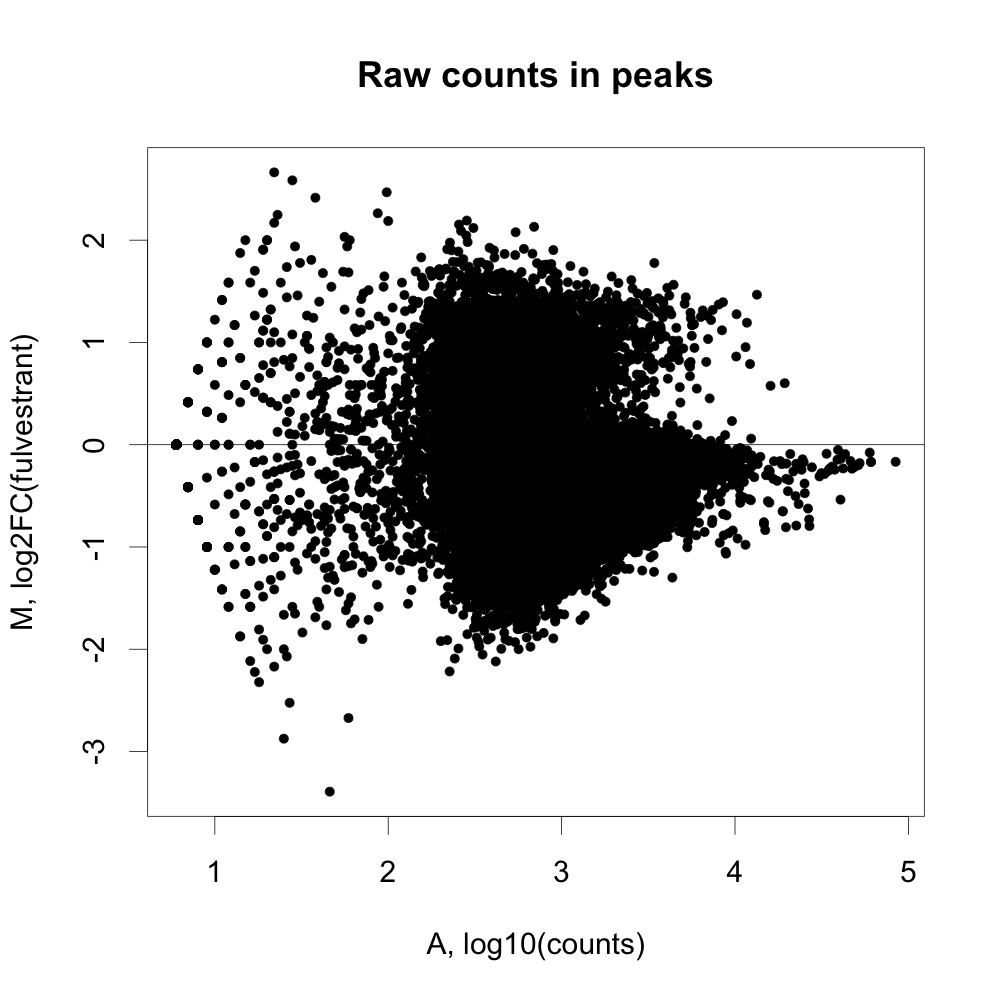 Raw counts in peaks
M, log2FC(fulvestrant)
2
1
0
-1
-2
-3
1 2 3 4 5
A, log10(counts)